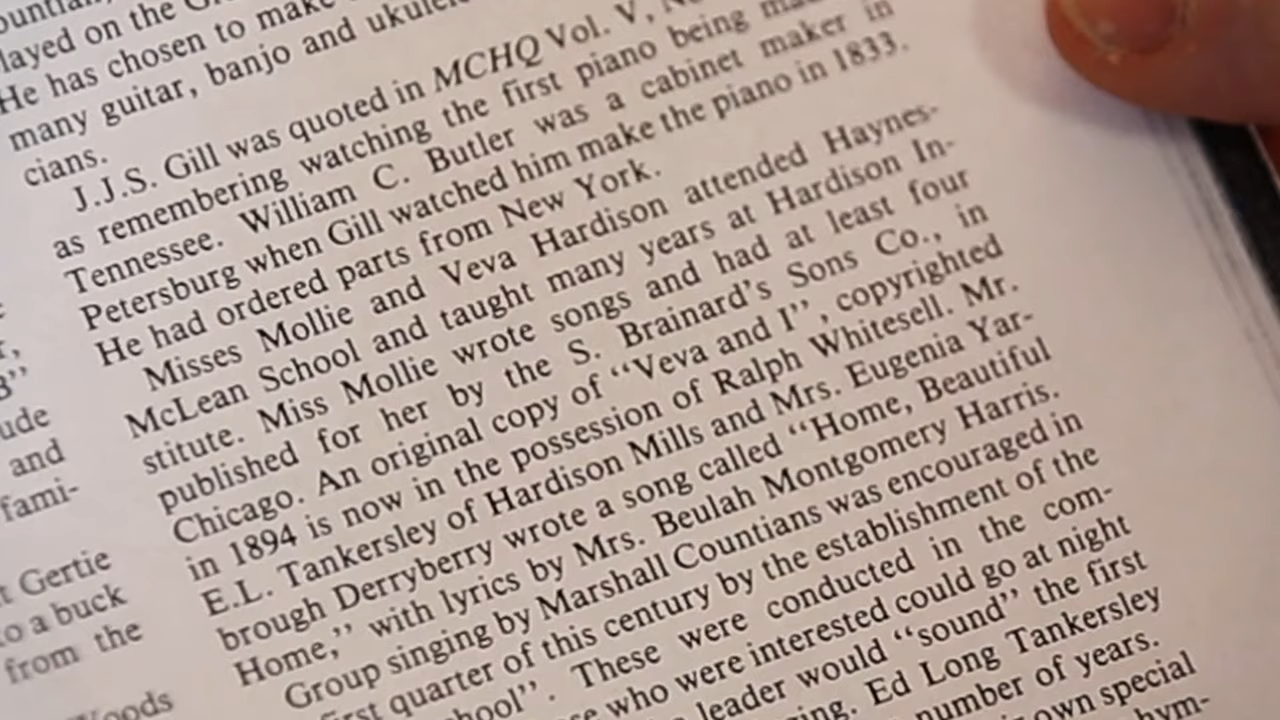 layed on the
He has chosen to make
many guitar, banjo and
cians.
J.J.S. Gill was quoted in MCHQ Vol. V,
as remembering watching the first piano being
Tennessee. William C. Butler was a cabinet maker in
Petersburg when Gill watched him make the piano in 1833.
He had ordered parts from New York.
Misses Mollie and Veva Hardison attended Haynes-
McLean School and taught many years at Hardison In-
stitute. Miss Mollie wrote songs and had at least four
published for her by the S. Brainard's Sons Co., in
Chicago. An original copy of “Veva and I”, copyrighted
in 1894 is now in the possession of Ralph Whitesell. Mr.
E.L. Tankersley of Hardison Mills and Mrs. Eugenia Yar-
brough Derryberry wrote a song called “Home, Beautiful
Home,” with lyrics by Mrs. Beulah Montgomery Harris.
Group singing by Marshall Countians was encouraged in
first quarter of this century by the establishment of the
hool”. These were conducted in the com-
who were interested could go at night
leader would “sound” the first
Ed Long Tankersley
number of years.
own special
hym-
ude
and
fami-
Gertie
o a buck
from the